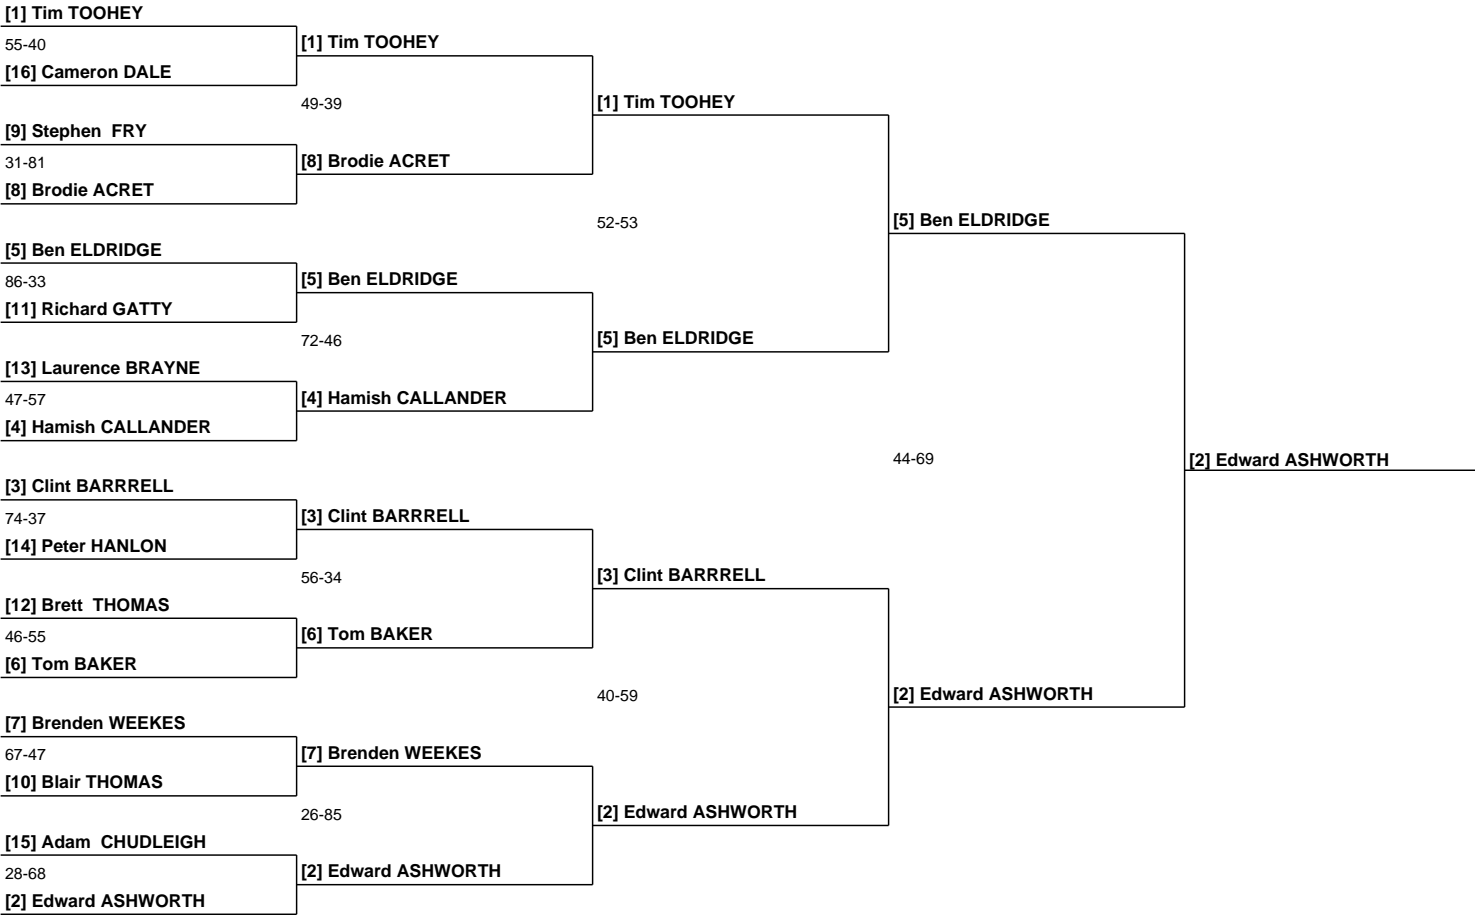 [1] Tim TOOHEY
55-40
[16] Cameron DALE
[1] Tim TOOHEY
49-39
[9] Stephen  FRY
31-81
[8] Brodie ACRET
[8] Brodie ACRET
[1] Tim TOOHEY
52-53
[5] Ben ELDRIDGE
86-33
[11] Richard GATTY
[5] Ben ELDRIDGE
72-46
[13] Laurence BRAYNE
47-57
[4] Hamish CALLANDER
[4] Hamish CALLANDER
[5] Ben ELDRIDGE
[5] Ben ELDRIDGE
44-69
[2] Edward ASHWORTH
[3] Clint BARRRELL
74-37
[14] Peter HANLON
[3] Clint BARRRELL
56-34
[12] Brett  THOMAS
46-55
[6] Tom BAKER
[6] Tom BAKER
[3] Clint BARRRELL
40-59
[2] Edward ASHWORTH
[7] Brenden WEEKES
67-47
[10] Blair THOMAS
[7] Brenden WEEKES
26-85
[15] Adam  CHUDLEIGH
28-68
[2] Edward ASHWORTH
[2] Edward ASHWORTH
[2] Edward ASHWORTH